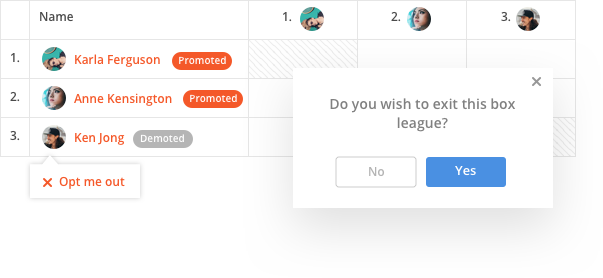 Name 1. 2. 3.
1. Karla Ferguson Promoted
2. Anne Kensington Promoted
3. Ken Jong Demoted
Opt me out
Do you wish to exit this box
league?
No Yes